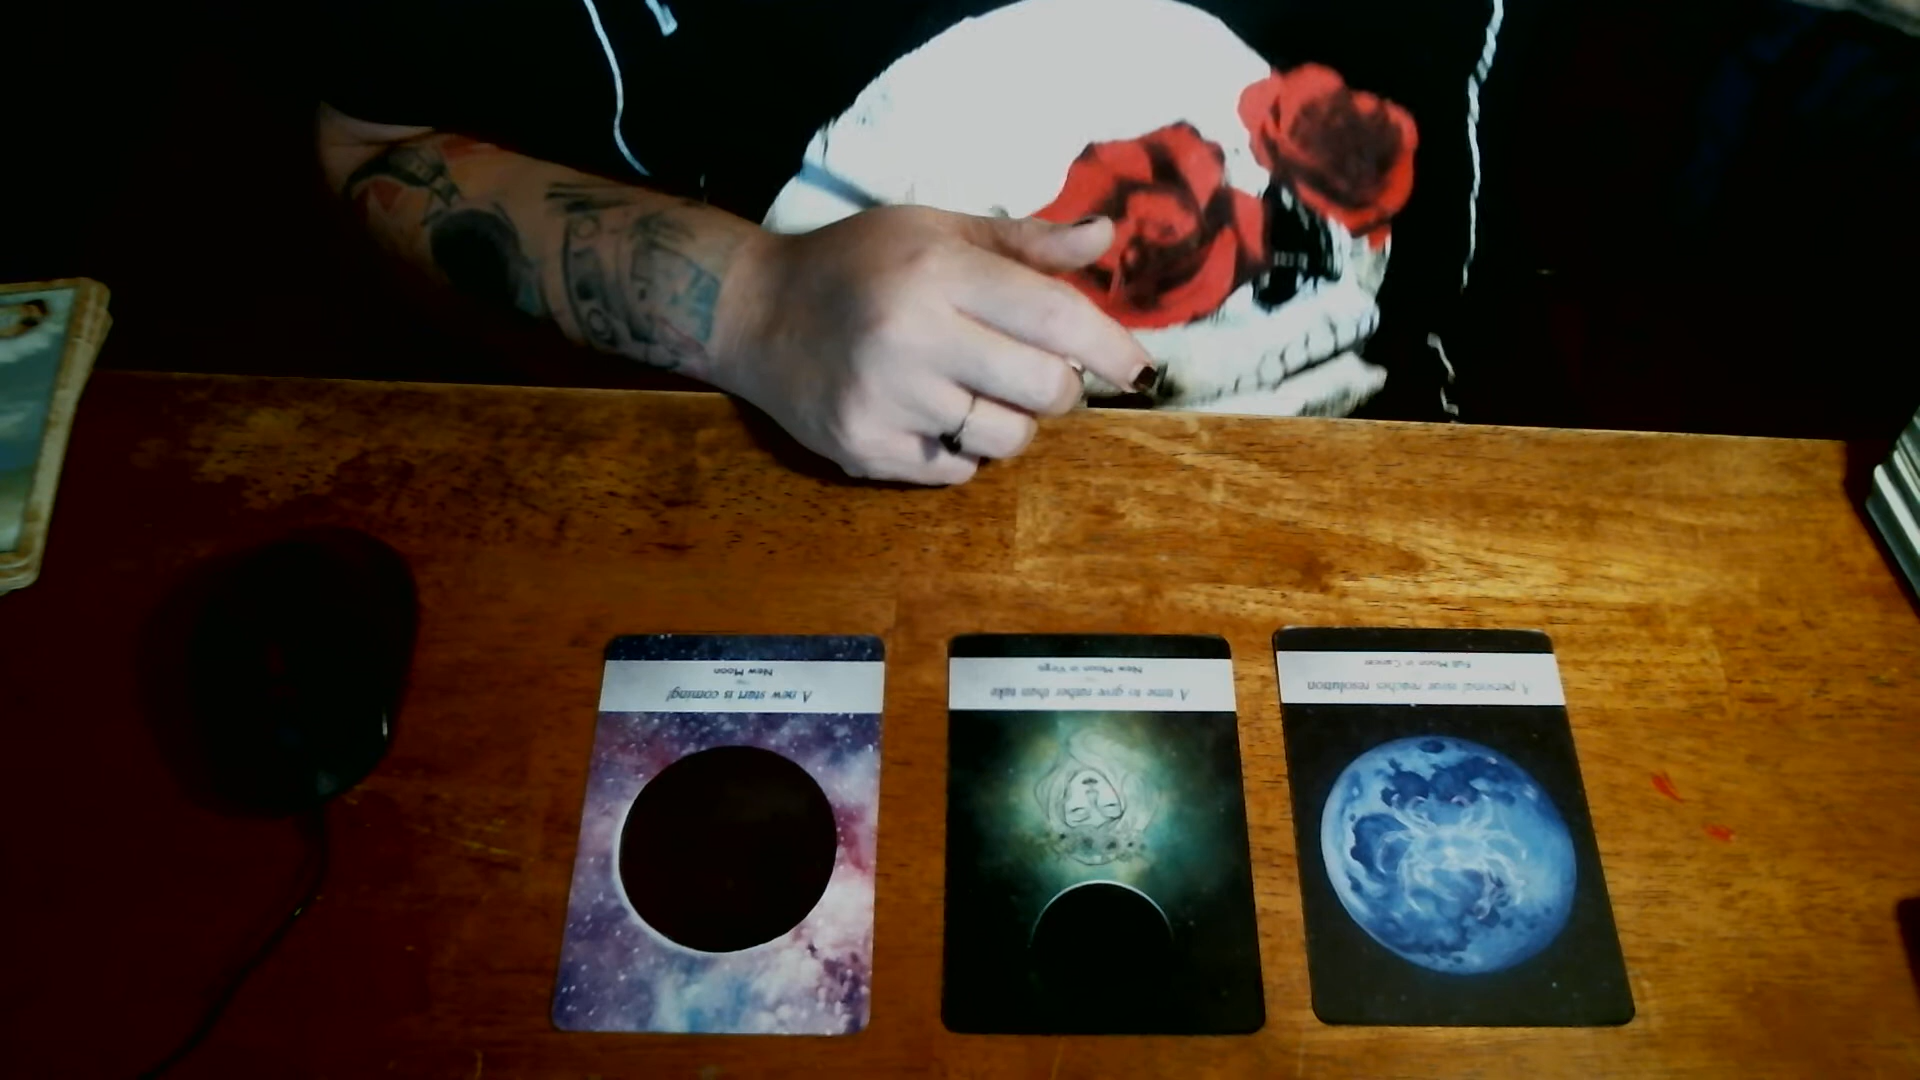 A new start is coming!
New Moon
A time to give rather than take
New Moon in Virgo
A personal issue reaches resolution
Full Moon in Cancer